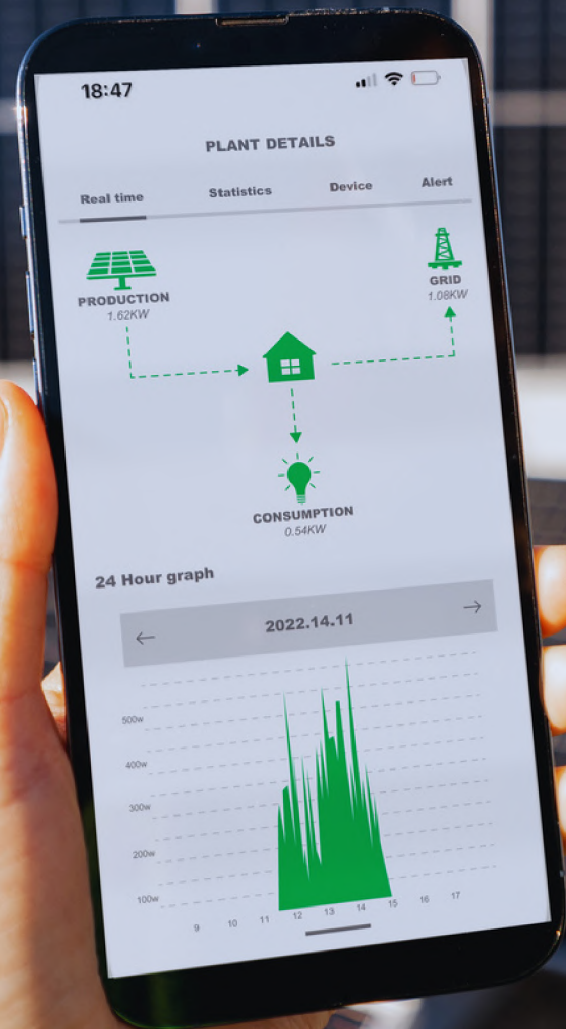 18:47
PLANT DETAILS
Real time Statistics Device Alert
PRODUCTION
1.62KW
GRID
1.08KW
CONSUMPTION
0.54KW
24 Hour graph
← 2022.14.11 →
500w
400w
300w
200w
100w
9 10 11 12 13 14 15 16 17